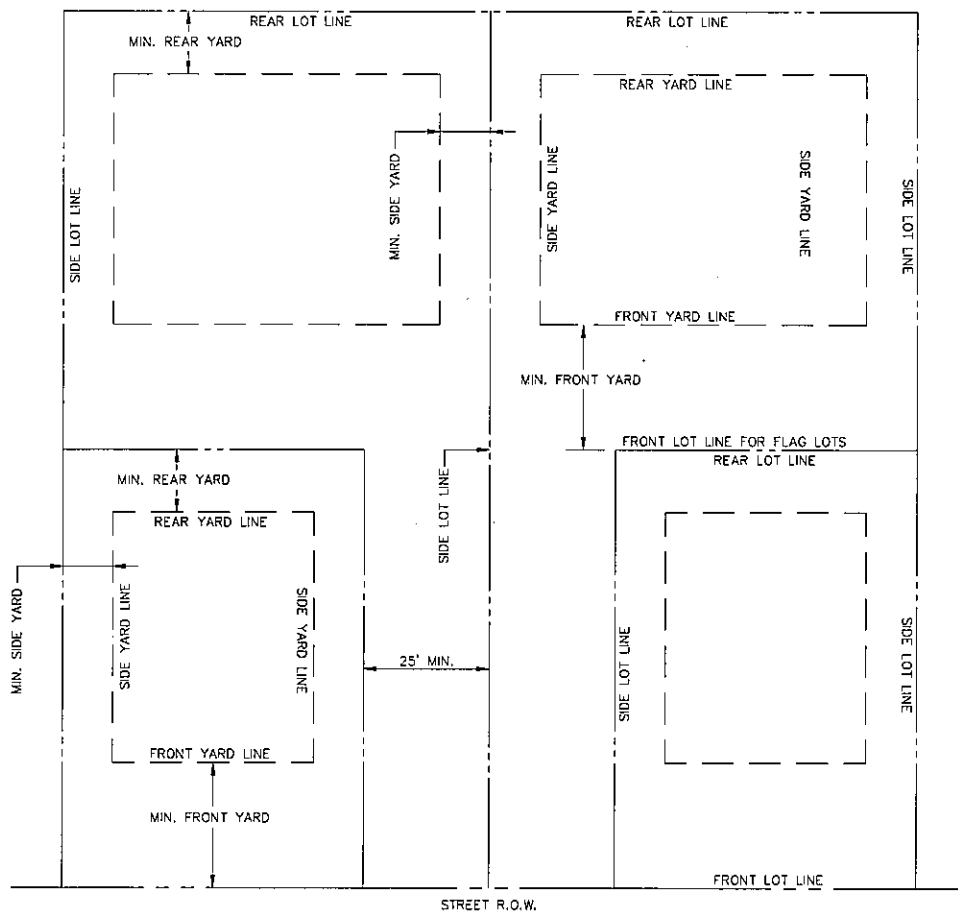 REAR LOT LINE
REAR LOT LINE
MIN. REAR YARD
REAR YARD LINE
SIDE LOT LINE
MIN. SIDE YARD
SIDE YARD LINE
SIDE YARD LINE
SIDE LOT LINE
FRONT YARD LINE
MIN. FRONT YARD
FRONT LOT LINE FOR FLAG LOTS
REAR LOT LINE
MIN. REAR YARD
SIDE LOT LINE
REAR YARD LINE
MIN. SIDE YARD
SIDE YARD LINE
SIDE YARD LINE
SIDE LOT LINE
SIDE LOT LINE
25' MIN.
FRONT YARD LINE
MIN. FRONT YARD
FRONT LOT LINE
STREET R.O.W.